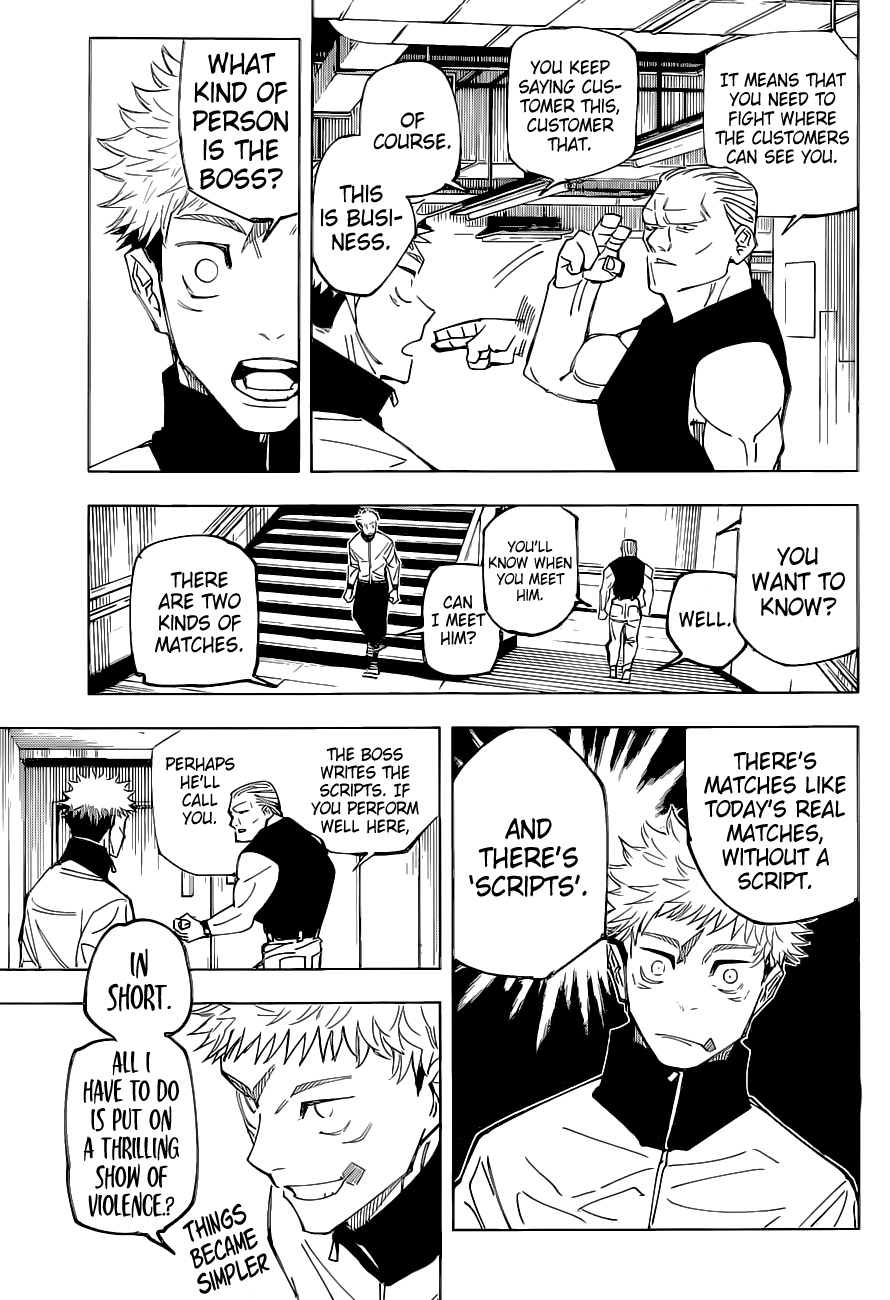 IT MEANS THAT
YOU NEED TO
FIGHT WHERE
THE CUSTOMERS
CAN SEE YOU.
YOU KEEP
SAYING CUS-
TOMER THIS,
CUSTOMER
THAT.
OF
COURSE.
THIS
IS BUSI-
NESS.
WHAT
KIND OF
PERSON
IS THE
BOSS?
YOU
WANT TO
KNOW?
WELL.
YOU'LL
KNOW WHEN
YOU MEET
HIM.
CAN
I MEET
HIM?
THERE
ARE TWO
KINDS OF
MATCHES.
THERE'S
MATCHES LIKE
TODAY'S REAL
MATCHES,
WITHOUT A
SCRIPT.
AND
THERE'S
'SCRIPTS'.
THE BOSS
WRITES THE
SCRIPTS. IF
YOU PERFORM
WELL HERE,
PERHAPS
HE'LL
CALL
YOU.
IN
SHORT.
ALL I
HAVE TO DO
IS PUT ON
A THRILLING
SHOW OF
VIOLENCE.?
THINGS
BECAME
SIMPLER